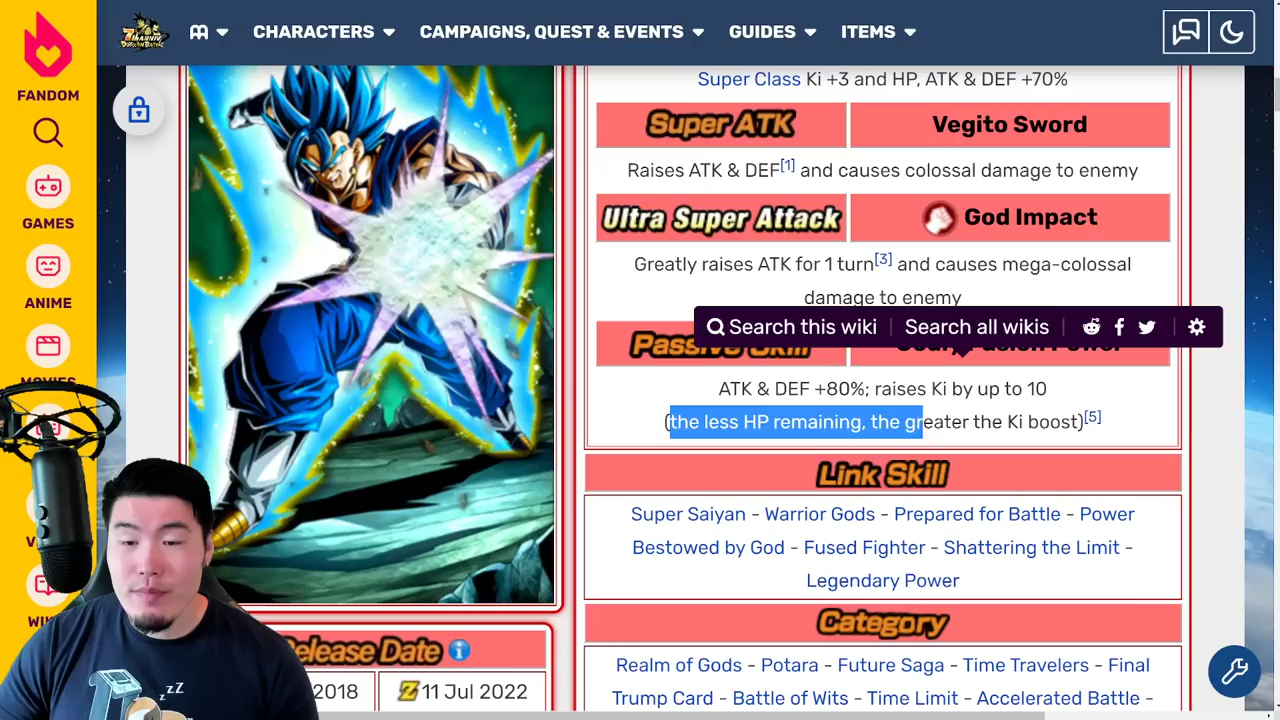 CHARACTERS
CAMPAIGNS, QUEST & EVENTS
GUIDES
ITEMS
FANDOM
GAMES
ANIME
MOVIES
Super Class Ki +3 and HP, ATK & DEF +70%
Super ATK
Vegito Sword
Raises ATK & DEF[1] and causes colossal damage to enemy
Ultra Super Attack
God Impact
Greatly raises ATK for 1 turn[3] and causes mega-colossal
damage to enemy
Search this wiki
Search all wikis
Passive Skill
ATK & DEF +80%; raises Ki by up to 10
(the less HP remaining, the greater the Ki boost)[5]
Link Skill
Super Saiyan - Warrior Gods - Prepared for Battle - Power
Bestowed by God - Fused Fighter - Shattering the Limit -
Legendary Power
Category
Realm of Gods - Potara - Future Saga - Time Travelers - Final
Trump Card - Battle of Wits - Time Limit - Accelerated Battle -
Release Date
2018
Z 11 Jul 2022
z z Z